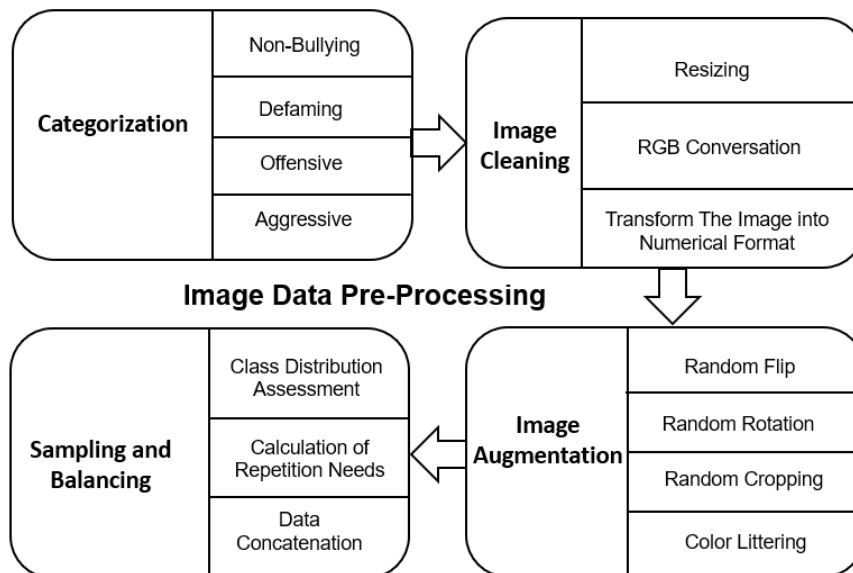 Categorization
Non-Bullying
Defaming
Offensive
Aggressive
Image
Cleaning
Resizing
RGB Conversation
Transform The Image into
Numerical Format
Image Data Pre-Processing
Sampling and
Balancing
Class Distribution
Assessment
Calculation of
Repetition Needs
Data
Concatenation
Image
Augmentation
Random Flip
Random Rotation
Random Cropping
Color Littering